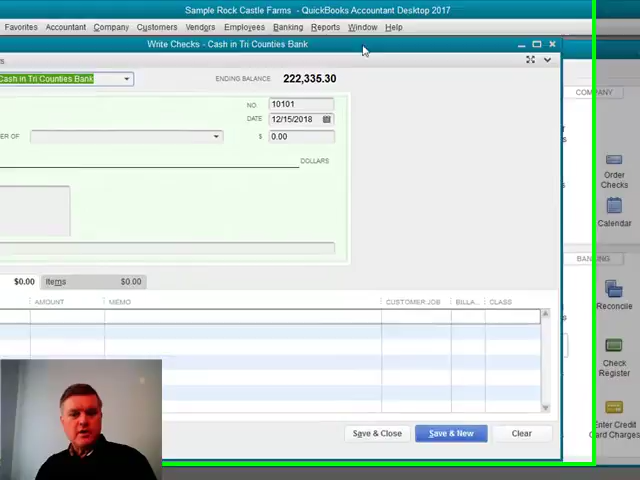 Sample Rock Castle Farms - QuickBooks Accountant Desktop 2017
Favorites Accountant Company Customers Vendors Employees Banking Reports Window Help
Write Checks - Cash in Tri Counties Bank
Cash in Tri Counties Bank ENDING BALANCE 222,335.30
COMPANY
NO. 10101
DATE 12/15/2018
ER OF $ 0.00
DOLLARS
Order
Checks
Calendar
BANKING
$0.00 Items $0.00
AMOUNT MEMO CUSTOMER:JOB BILLA... CLASS
Reconcile
Check
Register
Enter Credit
Card Charges
Save & Close Save & New Clear